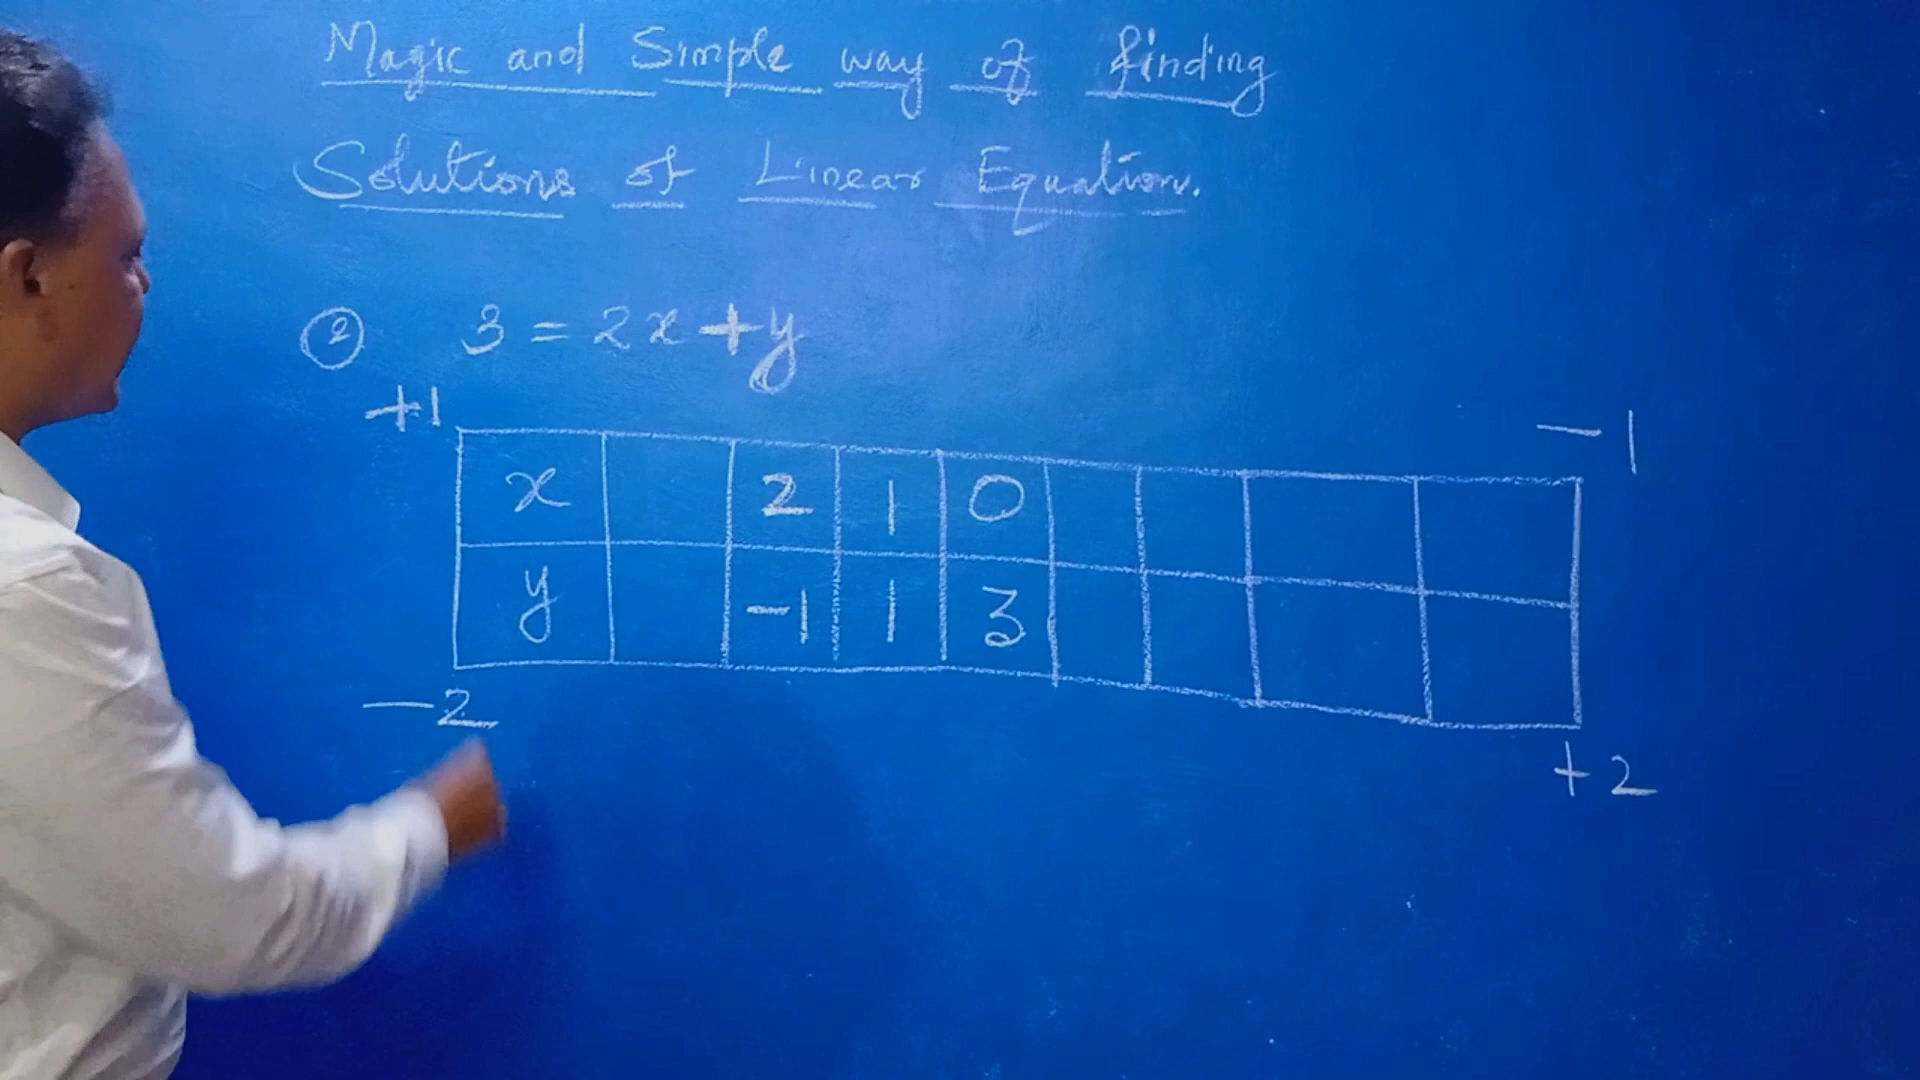 Magic and Simple way of finding
Solutions of Linear Equation.
② 3 = 2x + y
+1 -1
x 2 1 0
y -1 1 3
-2
+2